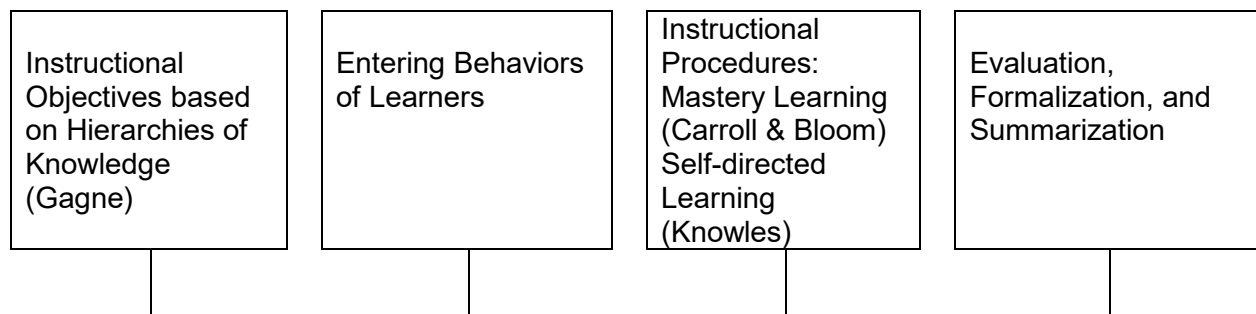 Instructional
Objectives based
on Hierarchies of
Knowledge
(Gagne)
Entering Behaviors
of Learners
Instructional
Procedures:
Mastery Learning
(Carroll & Bloom)
Self-directed
Learning
(Knowles)
Evaluation,
Formalization, and
Summarization